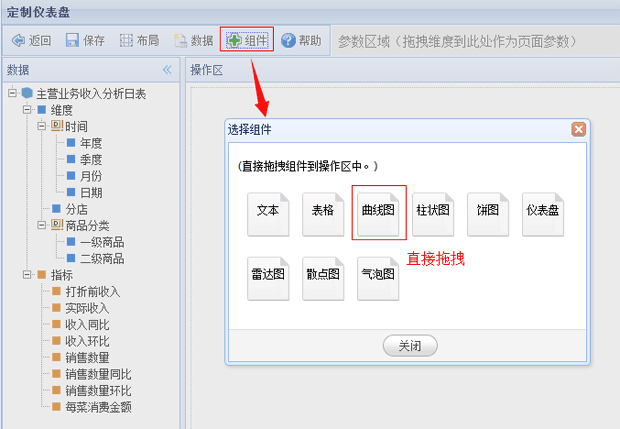 定制仪表盘
返回 保存 布局 数据 组件 帮助 参数区域（拖拽维度到此处作为页面参数）
数据
操作区
主营业务收入分析日表
维度
时间
年度
季度
月份
日期
分店
商品分类
一级商品
二级商品
指标
打折前收入
实际收入
收入同比
收入环比
销售数量
销售数量同比
销售数量环比
每菜消费金额
选择组件
(直接拖拽组件到操作区中。)
文本 表格 曲线图 柱状图 饼图 仪表盘
直接拖拽
雷达图 散点图 气泡图
关闭